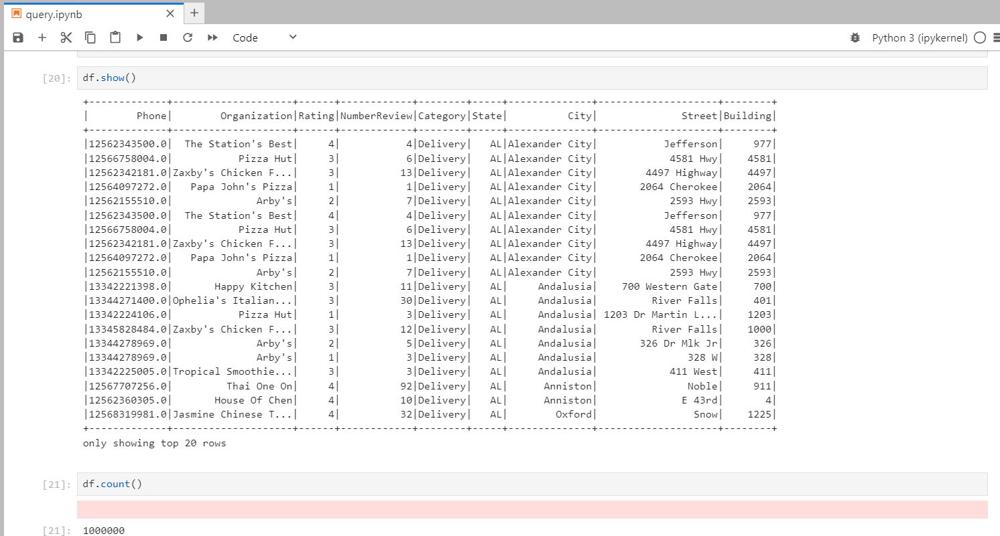 query.ipynb
Code
Python 3 (ipykernel)
[20]: df.show()
+-------------+--------------------+------+------------+--------+-----+--------------+--------------------+--------+
|        Phone|        Organization|Rating|NumberReview|Category|State|          City|              Street|Building|
+-------------+--------------------+------+------------+--------+-----+--------------+--------------------+--------+
|12562343500.0|  The Station's Best|     4|           4|Delivery|   AL|Alexander City|           Jefferson|     977|
|12566758004.0|           Pizza Hut|     3|           6|Delivery|   AL|Alexander City|            4581 Hwy|    4581|
|12562342181.0|Zaxby's Chicken F...|     3|          13|Delivery|   AL|Alexander City|        4497 Highway|    4497|
|12564097272.0|   Papa John's Pizza|     1|           1|Delivery|   AL|Alexander City|       2064 Cherokee|    2064|
|12562155510.0|              Arby's|     2|           7|Delivery|   AL|Alexander City|            2593 Hwy|    2593|
|12562343500.0|  The Station's Best|     4|           4|Delivery|   AL|Alexander City|           Jefferson|     977|
|12566758004.0|           Pizza Hut|     3|           6|Delivery|   AL|Alexander City|            4581 Hwy|    4581|
|12562342181.0|Zaxby's Chicken F...|     3|          13|Delivery|   AL|Alexander City|        4497 Highway|    4497|
|12564097272.0|   Papa John's Pizza|     1|           1|Delivery|   AL|Alexander City|       2064 Cherokee|    2064|
|12562155510.0|              Arby's|     2|           7|Delivery|   AL|Alexander City|            2593 Hwy|    2593|
|13342221398.0|       Happy Kitchen|     3|          11|Delivery|   AL|     Andalusia|    700 Western Gate|     700|
|13344271400.0|Ophelia's Italian...|     3|          30|Delivery|   AL|     Andalusia|         River Falls|     401|
|13342224106.0|           Pizza Hut|     1|           3|Delivery|   AL|     Andalusia| 1203 Dr Martin L...|    1203|
|13345828484.0|Zaxby's Chicken F...|     3|          12|Delivery|   AL|     Andalusia|         River Falls|    1000|
|13344278969.0|              Arby's|     2|           5|Delivery|   AL|     Andalusia|       326 Dr Mlk Jr|     326|
|13344278969.0|              Arby's|     1|           3|Delivery|   AL|     Andalusia|               328 W|     328|
|13342225005.0|Tropical Smoothie...|     3|           3|Delivery|   AL|     Andalusia|            411 West|     411|
|12567707256.0|         Thai One On|     4|          92|Delivery|   AL|      Anniston|               Noble|     911|
|12562360305.0|       House Of Chen|     4|          10|Delivery|   AL|      Anniston|              E 43rd|       4|
|12568319981.0|Jasmine Chinese T...|     4|          32|Delivery|   AL|        Oxford|                Snow|    1225|
+-------------+--------------------+------+------------+--------+-----+--------------+--------------------+--------+
only showing top 20 rows
[21]: df.count()
[21]: 1000000